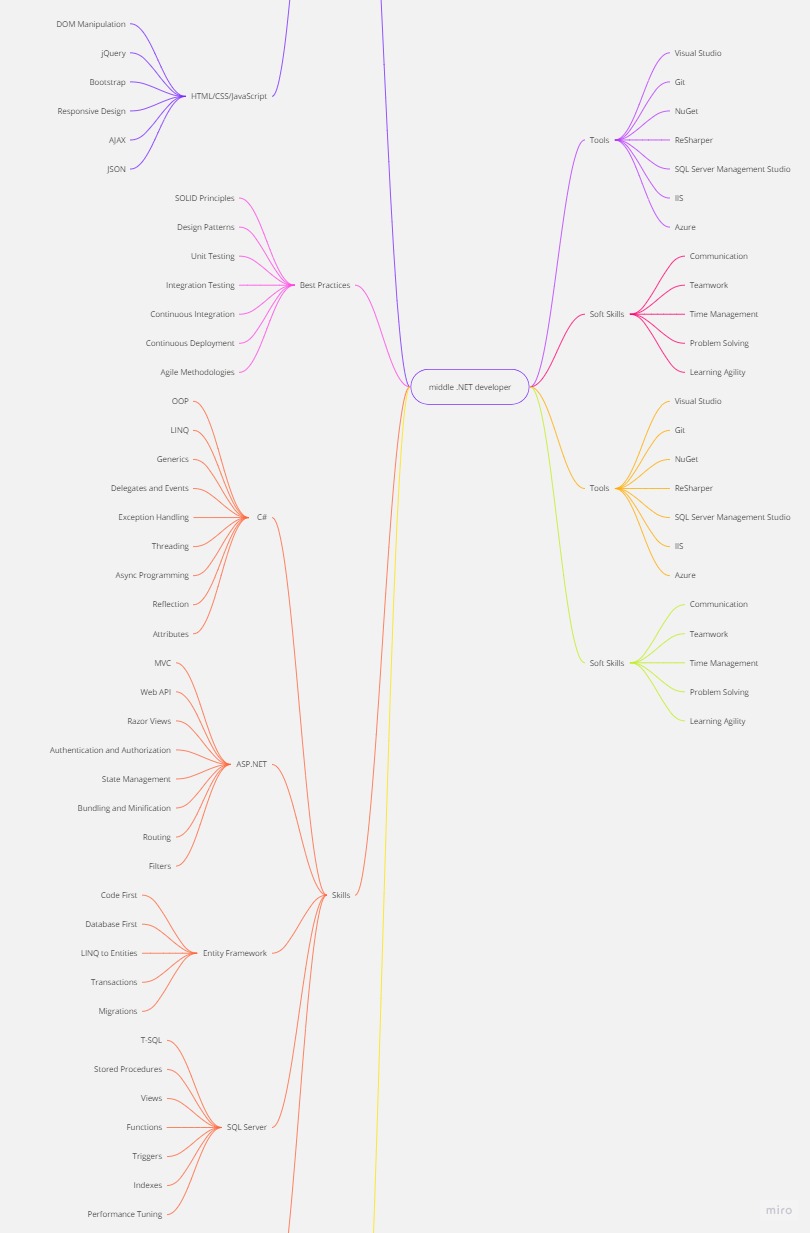 DOM Manipulation
jQuery
Bootstrap
Responsive Design
AJAX
JSON
HTML/CSS/JavaScript
SOLID Principles
Design Patterns
Unit Testing
Integration Testing
Continuous Integration
Continuous Deployment
Agile Methodologies
Best Practices
OOP
LINQ
Generics
Delegates and Events
Exception Handling
Threading
Async Programming
Reflection
Attributes
C#
MVC
Web API
Razor Views
Authentication and Authorization
State Management
Bundling and Minification
Routing
Filters
ASP.NET
Code First
Database First
LINQ to Entities
Transactions
Migrations
Entity Framework
T-SQL
Stored Procedures
Views
Functions
Triggers
Indexes
Performance Tuning
SQL Server
Skills
middle .NET developer
Tools
Visual Studio
Git
NuGet
ReSharper
SQL Server Management Studio
IIS
Azure
Soft Skills
Communication
Teamwork
Time Management
Problem Solving
Learning Agility
Tools
Visual Studio
Git
NuGet
ReSharper
SQL Server Management Studio
IIS
Azure
Soft Skills
Communication
Teamwork
Time Management
Problem Solving
Learning Agility
miro